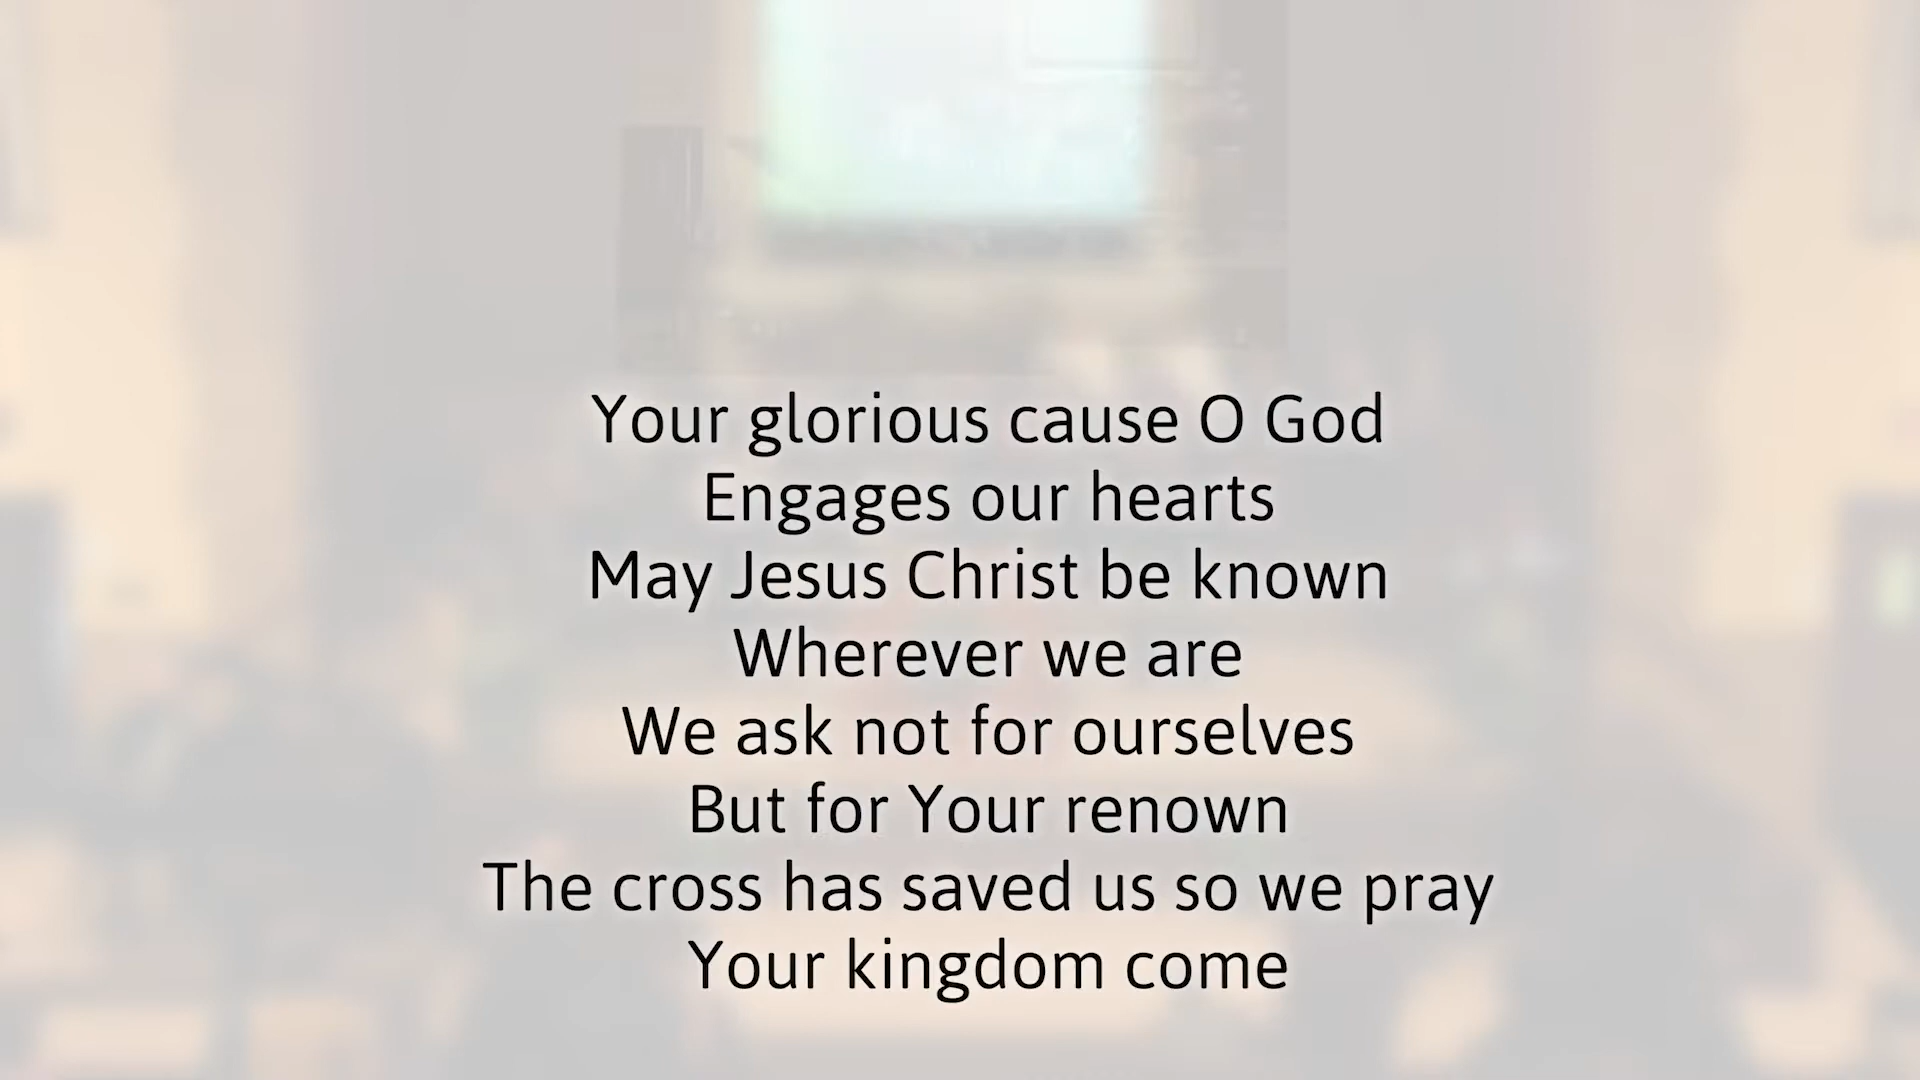 Your glorious cause O God
Engages our hearts
May Jesus Christ be known
Wherever we are
We ask not for ourselves
But for Your renown
The cross has saved us so we pray
Your kingdom come